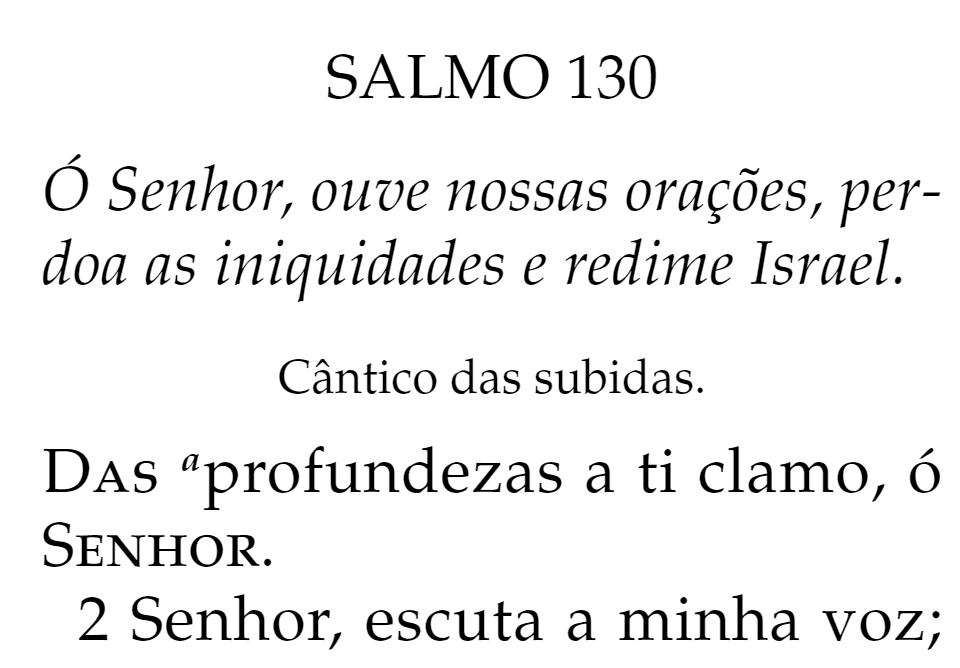 SALMO 130
Ó Senhor, ouve nossas orações, per-
doa as iniquidades e redime Israel.
Cântico das subidas.
Das ªprofundezas a ti clamo, ó
Senhor.
2 Senhor, escuta a minha voz;